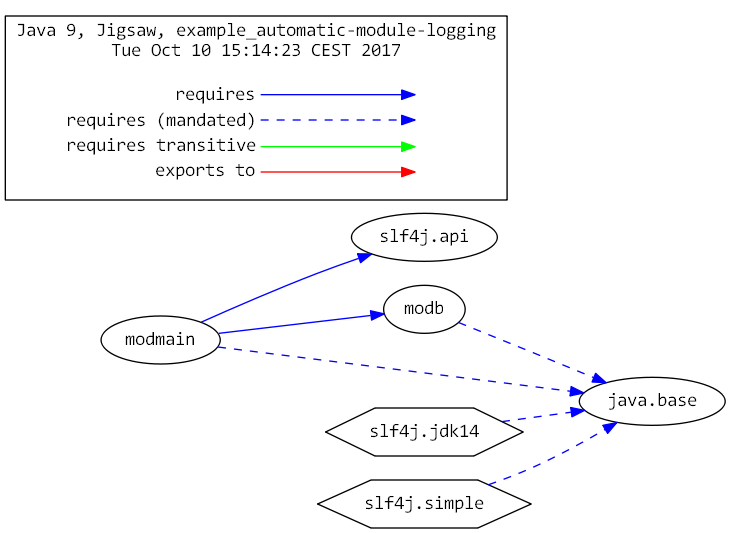 Java 9, Jigsaw, example_automatic-module-logging
Tue Oct 10 15:14:23 CEST 2017
requires
requires (mandated)
requires transitive
exports to
slf4j.api
modb
modmain
java.base
slf4j.jdk14
slf4j.simple